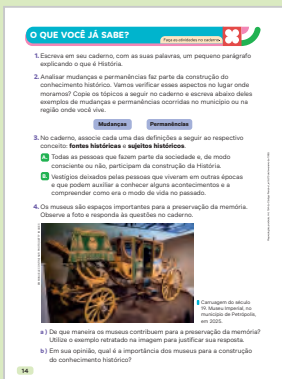 O QUE VOCÊ JÁ SABE?
Faça as atividades no caderno.
1. Escreva em seu caderno, com as suas palavras, um pequeno parágrafo
explicando o que é História.
2. Analisar mudanças e permanências faz parte da construção do
conhecimento histórico. Vamos verificar esses aspectos no lugar onde
moramos? Copie os tópicos a seguir no caderno e escreva abaixo deles
exemplos de mudanças e permanências ocorridas no município ou na
região onde você vive.
Mudanças Permanências
3. No caderno, associe cada uma das definições a seguir ao respectivo
conceito: fontes históricas e sujeitos históricos.
A. Todas as pessoas que fazem parte da sociedade e, de modo
consciente ou não, participam da construção da História.
B. Vestígios deixados pelas pessoas que viveram em outras épocas
e que podem auxiliar a conhecer alguns acontecimentos e a
compreender como era o modo de vida no passado.
4. Os museus são espaços importantes para a preservação da memória.
Observe a foto e responda às questões no caderno.
Carruagem do século
19. Museu Imperial, no
município de Petrópolis,
em 2025.
a) De que maneira os museus contribuem para a preservação da memória?
Utilize o exemplo retratado na imagem para justificar sua resposta.
b) Em sua opinião, qual é a importância dos museus para a construção
do conhecimento histórico?
14